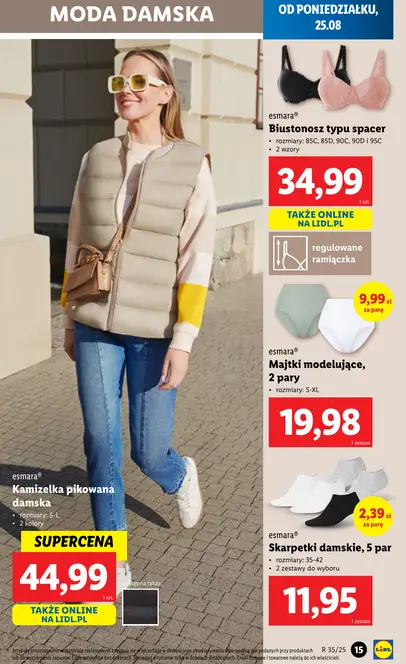 MODA DAMSKA
OD PONIEDZIAŁKU,
25.08
esmara®
Biustonosz typu spacer
• rozmiary: 85C, 85D, 90C, 90D i 95C
• 2 wzory
34,99
1 szt.
TAKŻE ONLINE
NA LIDL.PL
regulowane
ramiączka
9,99 zł
za parę
esmara®
Majtki modelujące,
2 pary
• rozmiary: S-XL
19,98
1 zestaw
2,39 zł
za parę
esmara®
Skarpetki damskie, 5 par
• rozmiary: 35-42
• 2 zestawy do wyboru
11,95
1 zestaw
esmara®
Kamizelka pikowana
damska
• rozmiary: S-L
• 2 kolory
SUPERCENA
44,99
1 szt.
TAKŻE ONLINE
NA LIDL.PL
dostępna także
R 35/25
15
LIDL